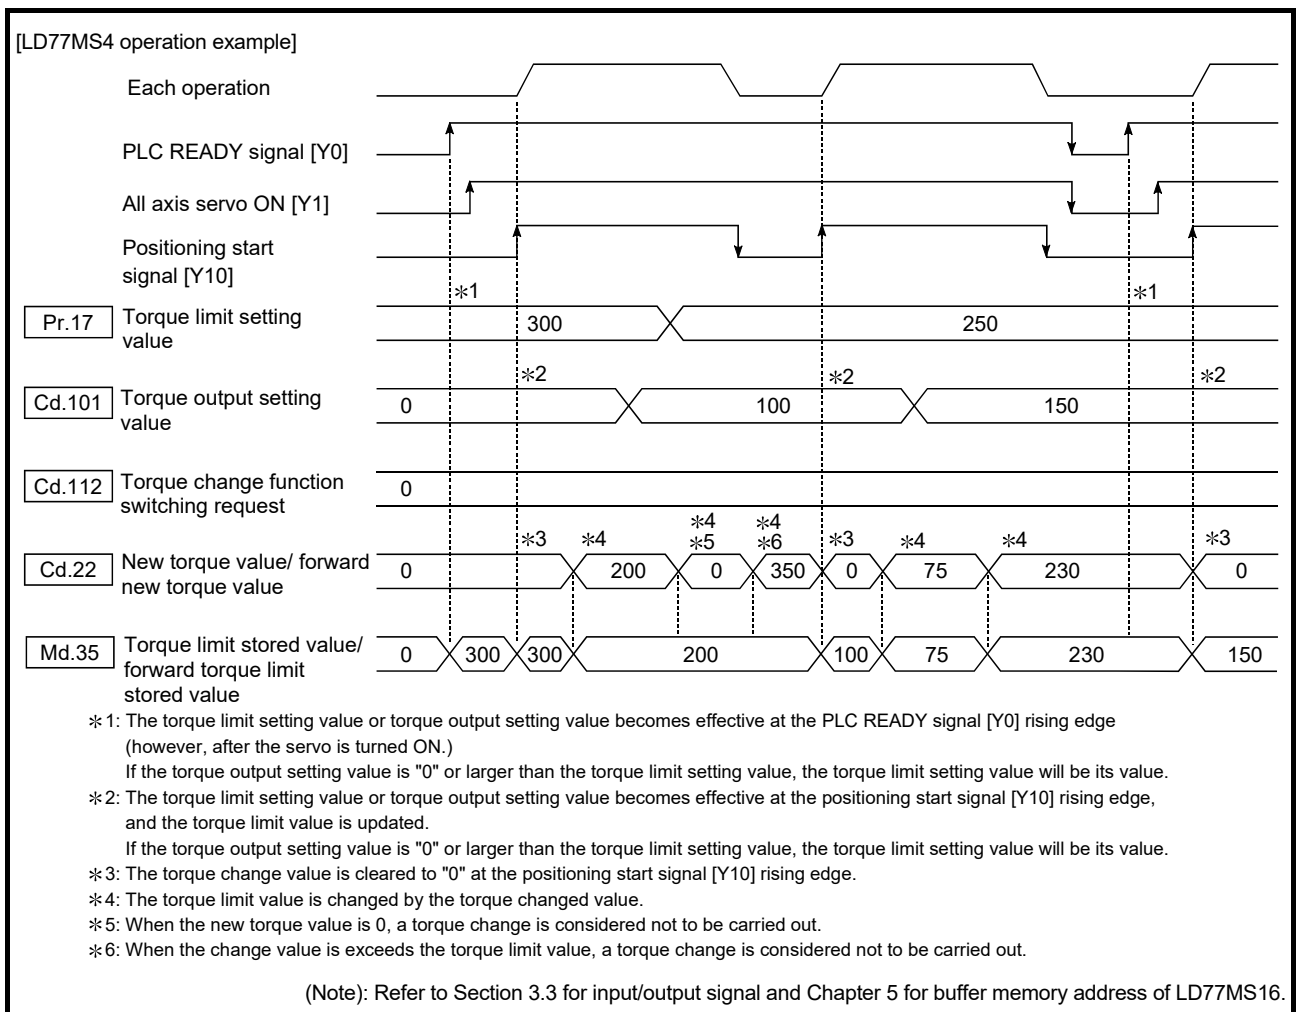 [LD77MS4 operation example]
Each operation
PLC READY signal [Y0]
All axis servo ON [Y1]
Positioning start
signal [Y10]
∗1 ∗1
Pr.17 Torque limit setting
value
300 250
∗2 ∗2 ∗2
Cd.101 Torque output setting
value
0 100 150
Cd.112 Torque change function
switching request
0
∗4 ∗4
∗3 ∗4 ∗5 ∗6 ∗3 ∗4 ∗4 ∗3
Cd.22 New torque value/ forward
new torque value
0 200 0 350 0 75 230 0
Md.35 Torque limit stored value/
forward torque limit
stored value
0 300 300 200 100 75 230 150
∗1: The torque limit setting value or torque output setting value becomes effective at the PLC READY signal [Y0] rising edge
(however, after the servo is turned ON.)
If the torque output setting value is "0" or larger than the torque limit setting value, the torque limit setting value will be its value.
∗2: The torque limit setting value or torque output setting value becomes effective at the positioning start signal [Y10] rising edge,
and the torque limit value is updated.
If the torque output setting value is "0" or larger than the torque limit setting value, the torque limit setting value will be its value.
∗3: The torque change value is cleared to "0" at the positioning start signal [Y10] rising edge.
∗4: The torque limit value is changed by the torque changed value.
∗5: When the new torque value is 0, a torque change is considered not to be carried out.
∗6: When the change value is exceeds the torque limit value, a torque change is considered not to be carried out.
(Note): Refer to Section 3.3 for input/output signal and Chapter 5 for buffer memory address of LD77MS16.